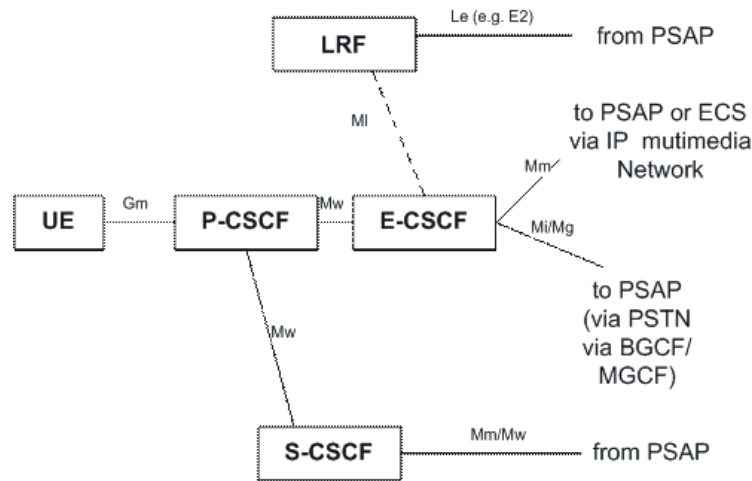 Le (e.g. E2)
LRF
from PSAP
Ml
to PSAP or ECS
via IP mutimedia
Network
Mm
Gm
Mw
UE
P-CSCF
E-CSCF
Mi/Mg
to PSAP
(via PSTN
via BGCF/
MGCF)
Mw
Mm/Mw
S-CSCF
from PSAP